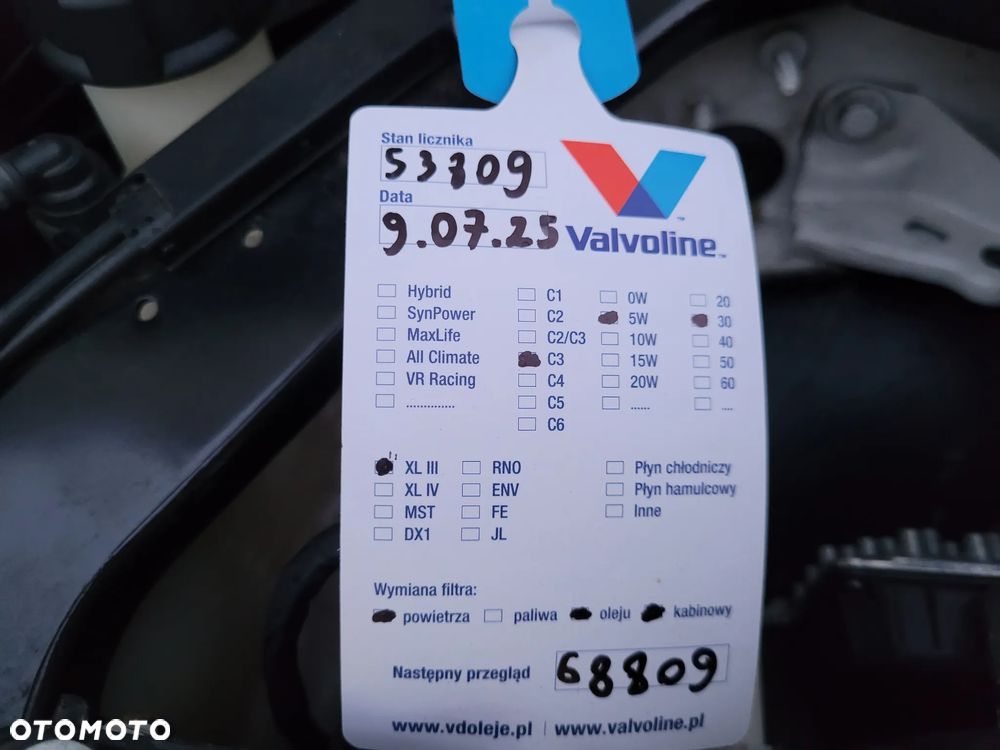 Stan licznika
53809
Data
9.07.25
Valvoline™
Hybrid C1 0W 20
SynPower C2 5W 30
MaxLife C2/C3 10W 40
All Climate C3 15W 50
VR Racing C4 20W 60
.............. C5 ...... ....
C6
XL III RNO Płyn chłodniczy
XL IV ENV Płyn hamulcowy
MST FE Inne
DX1 JL
Wymiana filtra:
powietrza paliwa oleju kabinowy
Następny przegląd 68809
www.vdoleje.pl | www.valvoline.pl
OTOMOTO